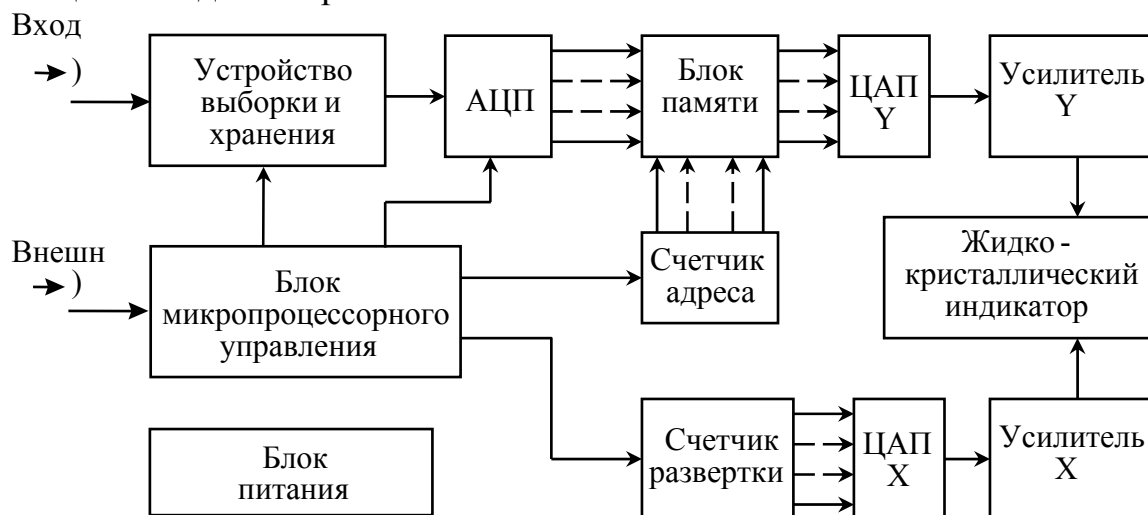 Вход
)
Устройство
выборки и
хранения
АЦП
Блок
памяти
ЦАП
Y
Усилитель
Y
Внешн
)
Блок
микропроцессорного
управления
Счетчик
адреса
Жидко -
кристаллический
индикатор
Блок
питания
Счетчик
развертки
ЦАП
X
Усилитель
X